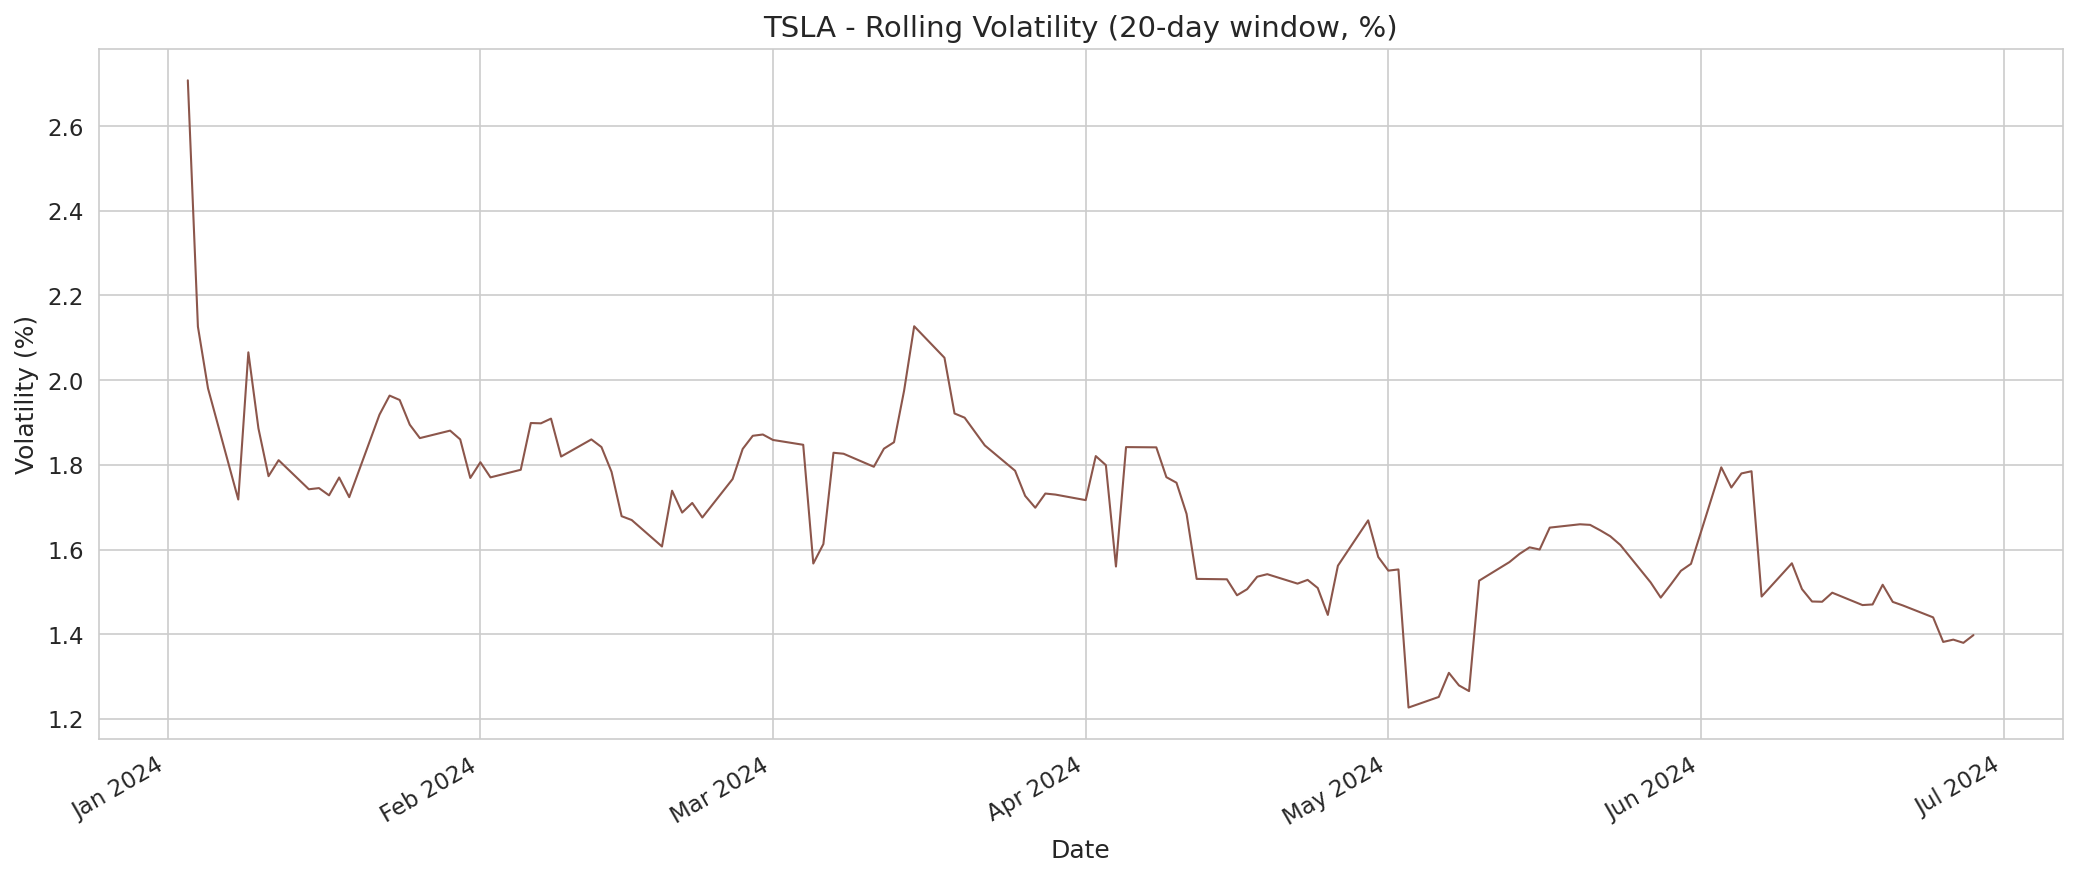 TSLA - Rolling Volatility (20-day window, %)
Volatility (%)
2.6
2.4
2.2
2.0
1.8
1.6
1.4
1.2
Jan 2024
Feb 2024
Mar 2024
Apr 2024
May 2024
Jun 2024
Jul 2024
Date